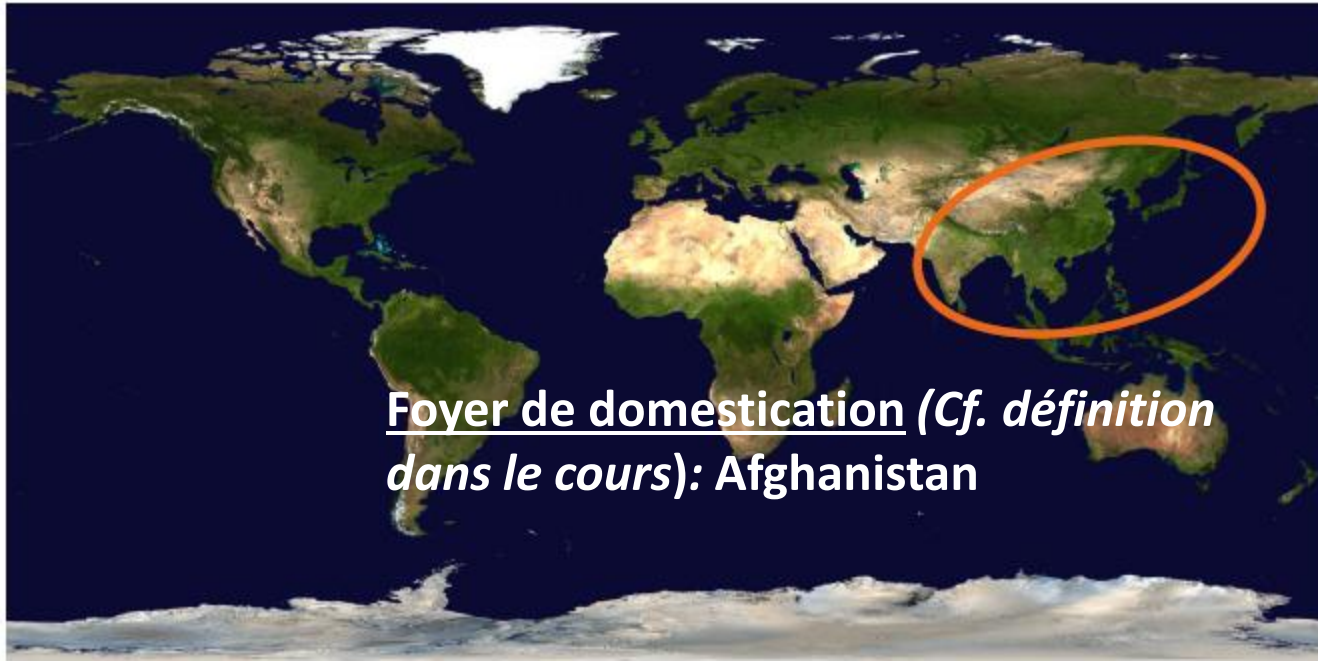 Foyer de domestication (Cf. définition
dans le cours): Afghanistan